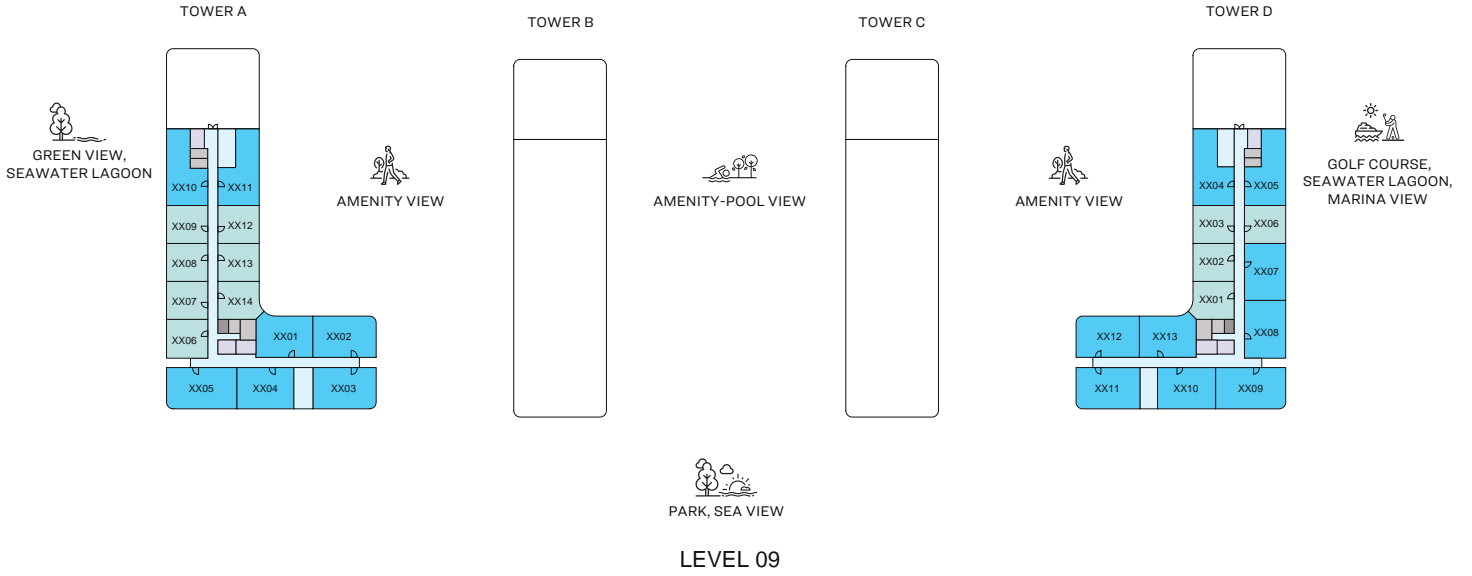 TOWER A
TOWER B
TOWER C
TOWER D
GREEN VIEW,
SEAWATER LAGOON
AMENITY VIEW
AMENITY-POOL VIEW
AMENITY VIEW
GOLF COURSE,
SEAWATER LAGOON,
MARINA VIEW
XX10 XX11
XX09 XX12
XX08 XX13
XX07 XX14
XX06
XX01 XX02
XX05 XX04 XX03
XX04 XX05
XX03 XX06
XX02 XX07
XX01
XX08
XX12 XX13
XX11 XX10 XX09
PARK, SEA VIEW
LEVEL 09